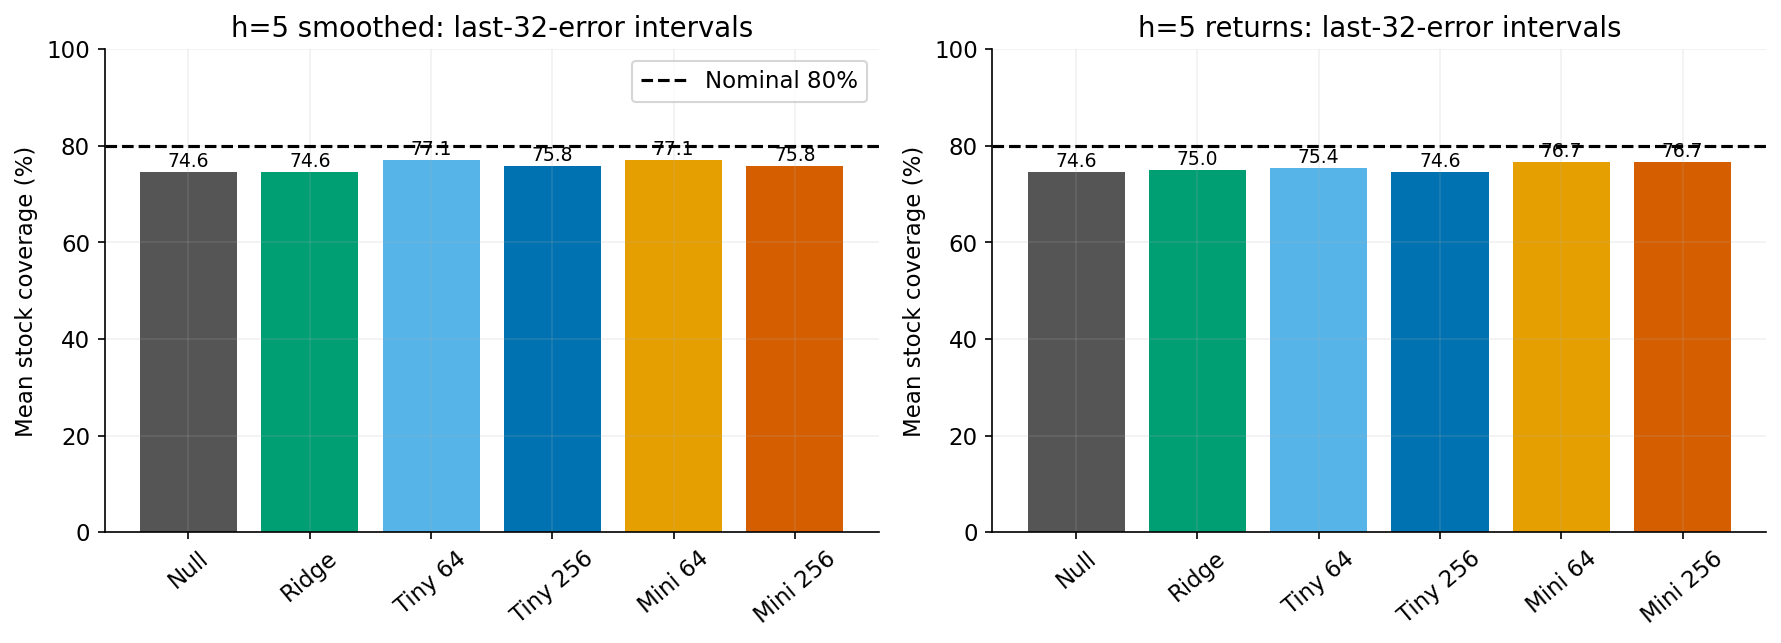 h=5 smoothed: last-32-error intervals
Mean stock coverage (%)
100
80
60
40
20
0
Nominal 80%
74.6
74.6
77.1
75.8
77.1
75.8
Null
Ridge
Tiny 64
Tiny 256
Mini 64
Mini 256
h=5 returns: last-32-error intervals
Mean stock coverage (%)
100
80
60
40
20
0
74.6
75.0
75.4
74.6
76.7
76.7
Null
Ridge
Tiny 64
Tiny 256
Mini 64
Mini 256